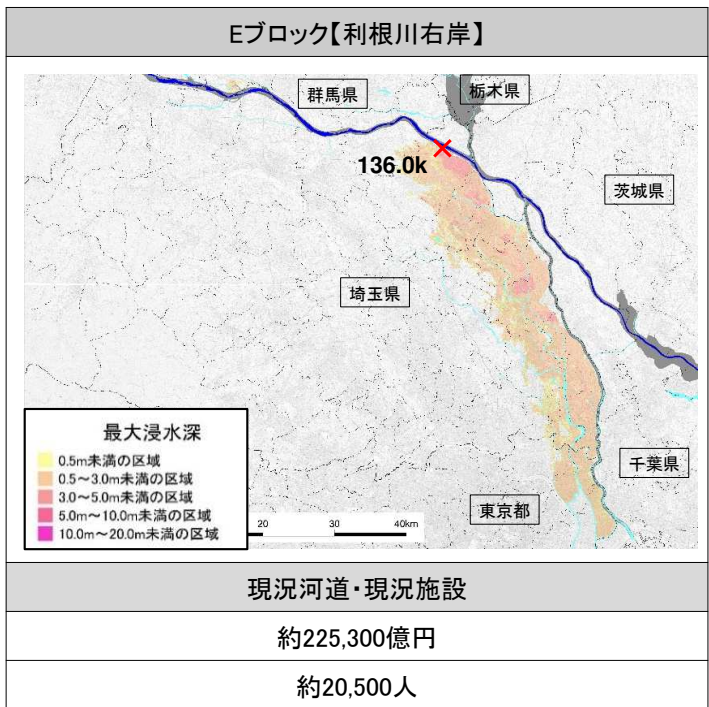 Eブロック【利根川右岸】
群馬県
栃木県
136.0k
茨城県
埼玉県
千葉県
東京都
最大浸水深
0.5m未満の区域
0.5～3.0m未満の区域
3.0～5.0m未満の区域
5.0m～10.0m未満の区域
10.0m～20.0m未満の区域
20 30 40km
現況河道・現況施設
約225,300億円
約20,500人